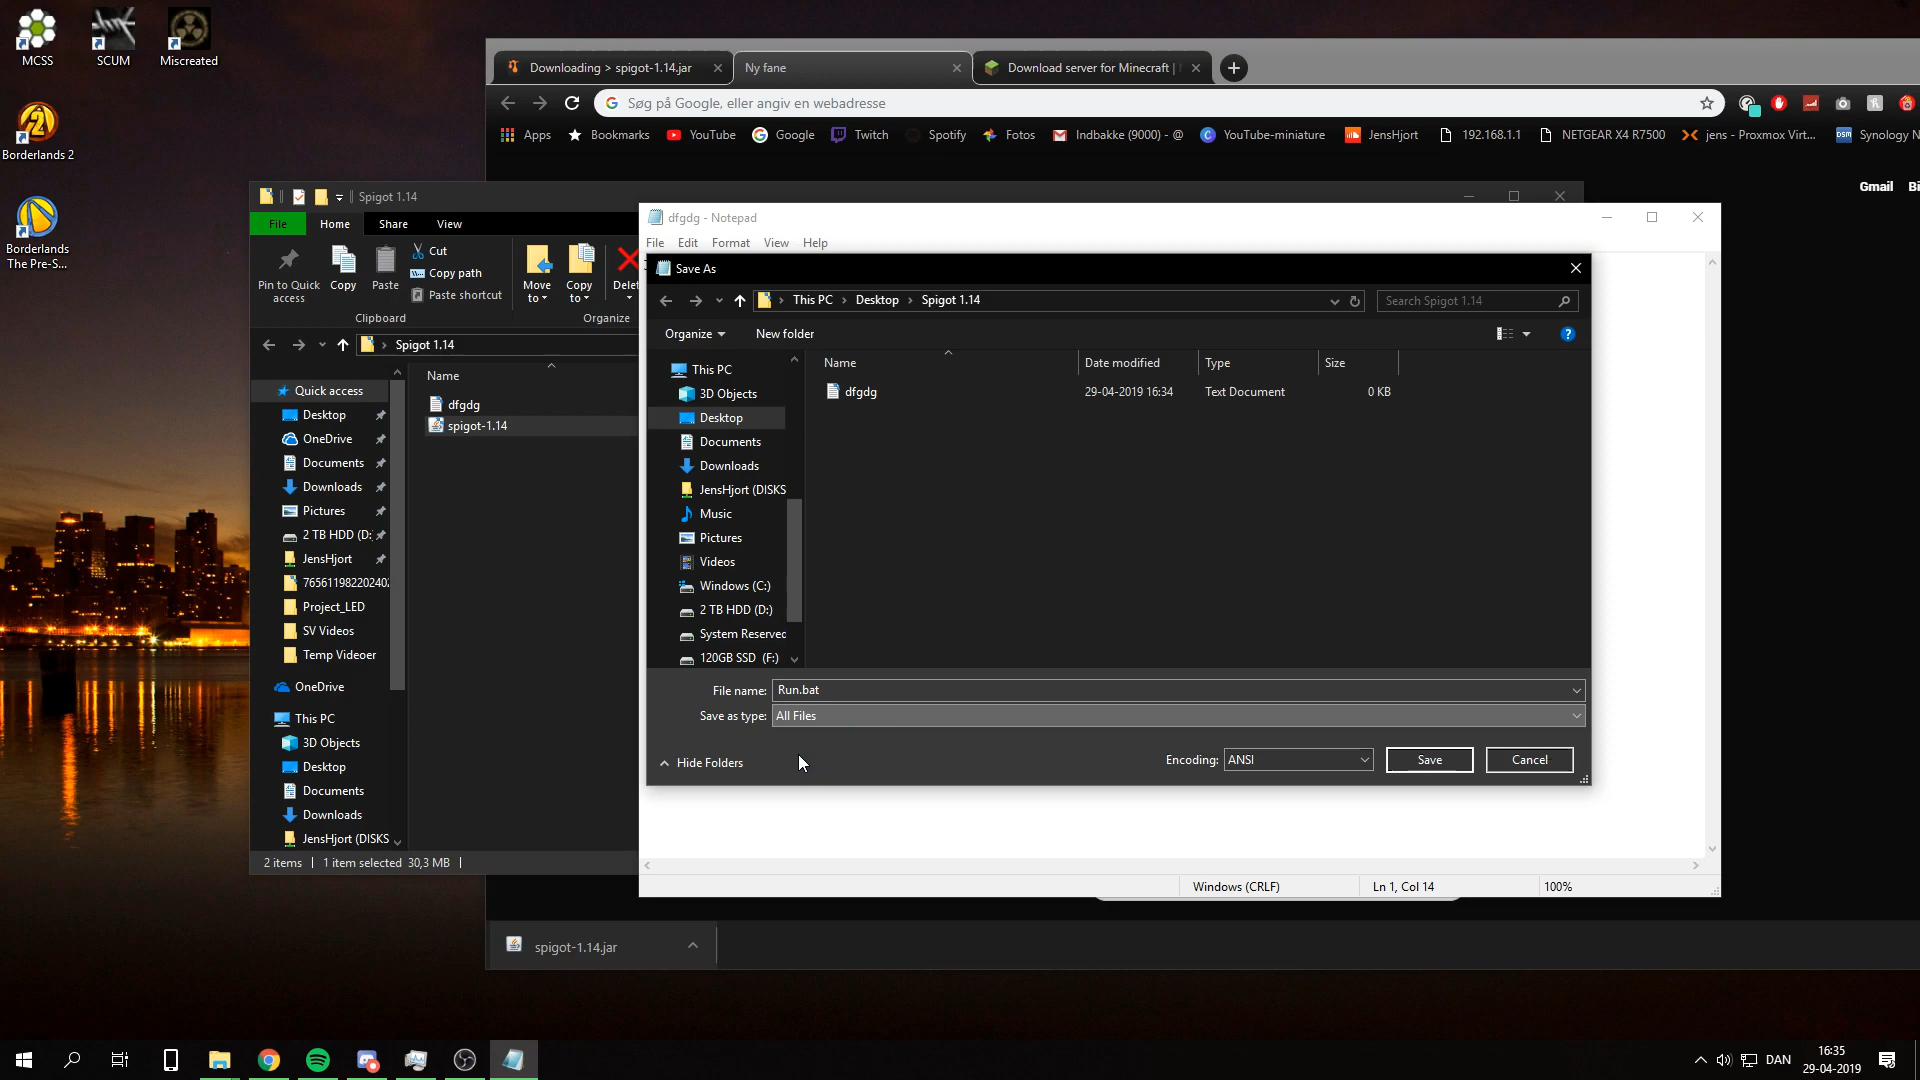 MCSS
SCUM
Miscreated
Borderlands 2
Borderlands
The Pre-S...
Downloading > spigot-1.14.jar
Ny fane
Download server for Minecraft |
Søg på Google, eller angiv en webadresse
Apps
Bookmarks
YouTube
Google
Twitch
Spotify
Fotos
Indbakke (9000) - @
YouTube-miniature
JensHjort
192.168.1.1
NETGEAR X4 R7500
jens - Proxmox Virt...
DSM
Synology N
Gmail
Bi
Spigot 1.14
File
Home
Share
View
Pin to Quick
access
Copy
Paste
Cut
Copy path
Paste shortcut
Clipboard
Move
to
Copy
to
Delet
Organize
Spigot 1.14
Name
dfgdg
spigot-1.14
Quick access
Desktop
OneDrive
Documents
Downloads
Pictures
2 TB HDD (D:
JensHjort
Project_LED
SV Videos
Temp Videoer
OneDrive
This PC
3D Objects
Desktop
Documents
Downloads
JensHjort (DISKS
2 items
1 item selected 30,3 MB
dfgdg - Notepad
File
Edit
Format
View
Help
Save As
This PC
Desktop
Spigot 1.14
Search Spigot 1.14
Organize
New folder
This PC
3D Objects
Desktop
Documents
Downloads
JensHjort (DISKS
Music
Pictures
Videos
Windows (C:)
2 TB HDD (D:)
System Reserved
120GB SSD (F:)
Name
Date modified
Type
Size
dfgdg
29-04-2019 16:34
Text Document
0 KB
File name:
Run.bat
Save as type:
All Files
Hide Folders
Encoding:
ANSI
Save
Cancel
Windows (CRLF)
Ln 1, Col 14
100%
spigot-1.14.jar
DAN
16:35
29-04-2019